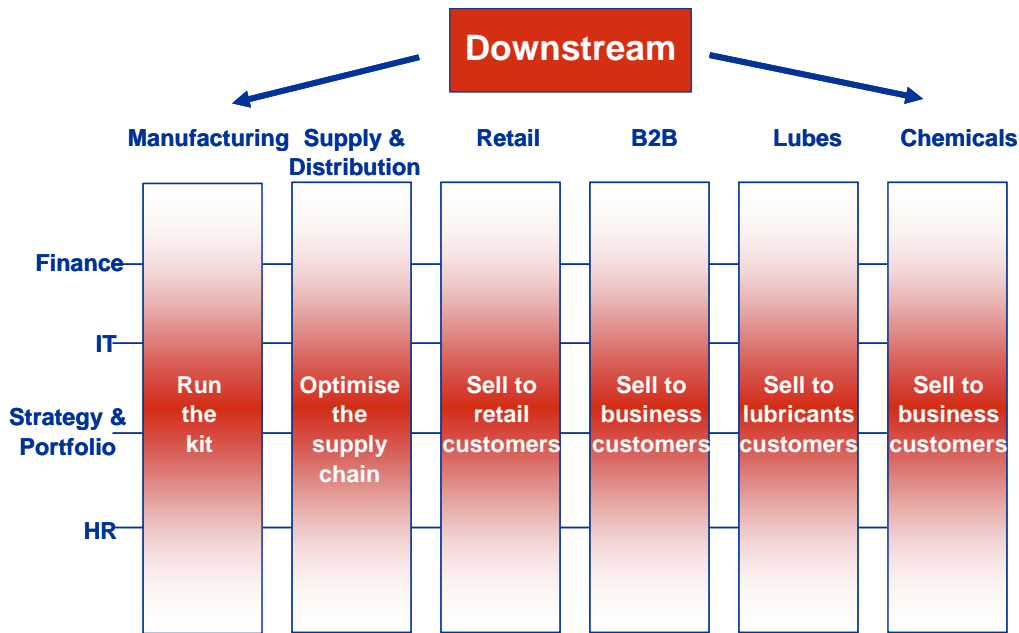 Downstream
Manufacturing
Supply &
Distribution
Retail
B2B
Lubes
Chemicals
Finance
IT
Strategy &
Portfolio
HR
Run
the
kit
Optimise
the
supply
chain
Sell to
retail
customers
Sell to
business
customers
Sell to
lubricants
customers
Sell to
business
customers